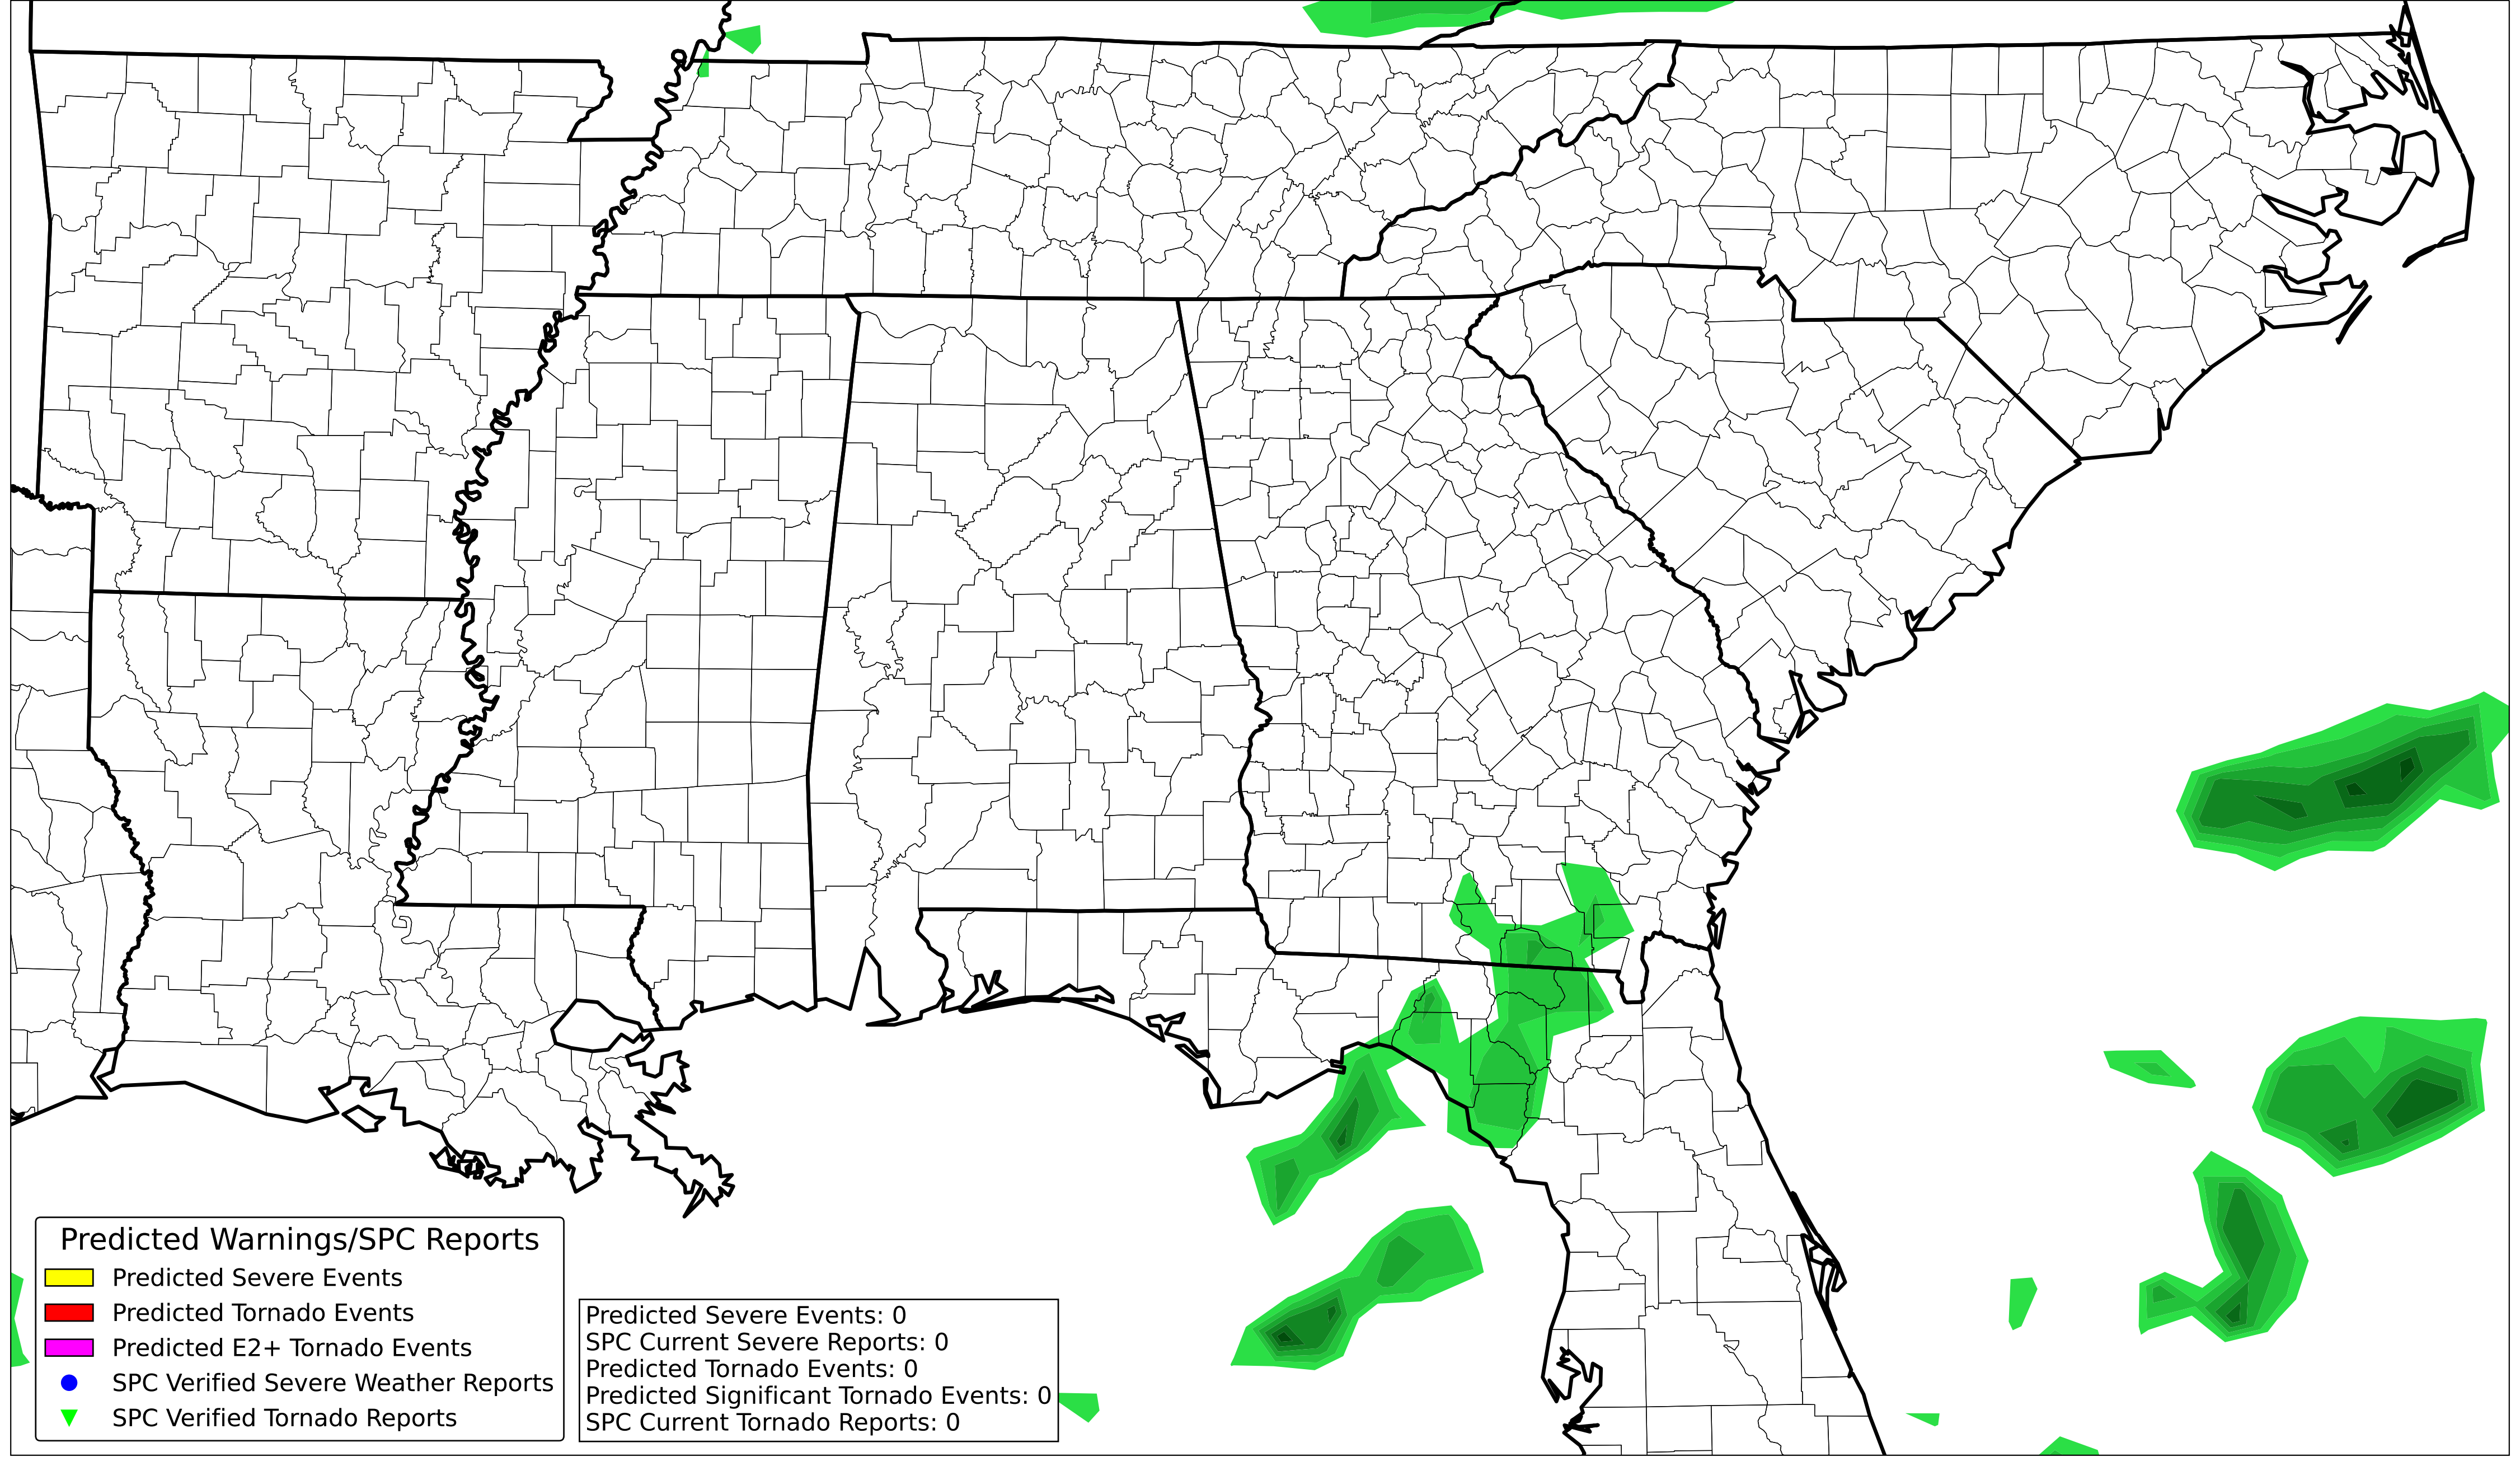 Predicted Warnings/SPC Reports
Predicted Severe Events
Predicted Tornado Events
Predicted E2+ Tornado Events
SPC Verified Severe Weather Reports
SPC Verified Tornado Reports
Predicted Severe Events: 0
SPC Current Severe Reports: 0
Predicted Tornado Events: 0
Predicted Significant Tornado Events: 0
SPC Current Tornado Reports: 0